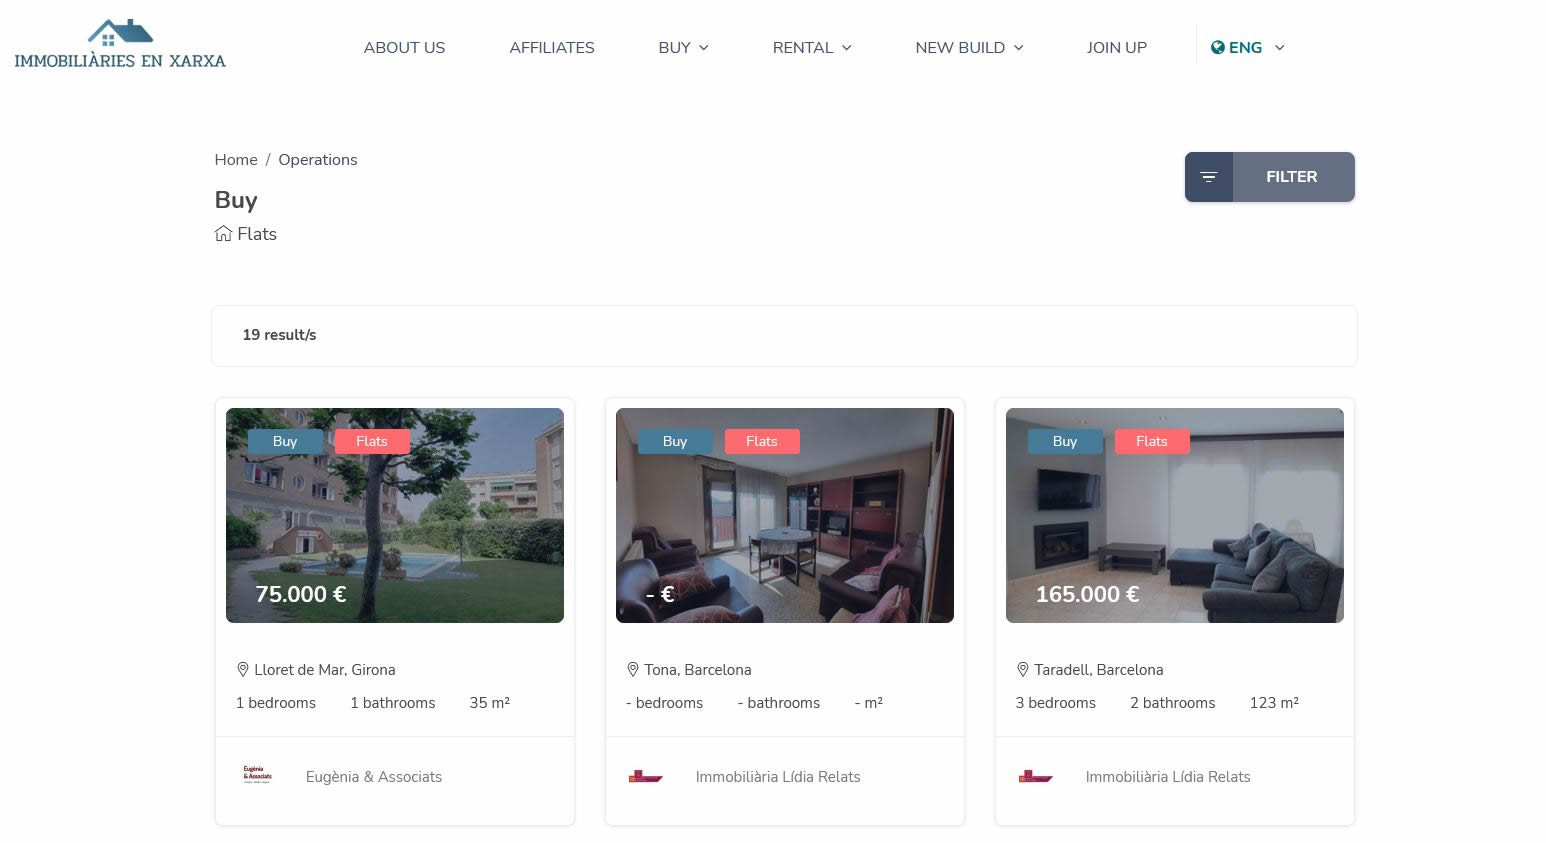 IMMOBILIÀRIES EN XARXA
ABOUT US AFFILIATES BUY RENTAL NEW BUILD JOIN UP ENG
Home / Operations
FILTER
Buy
Flats
19 result/s
Buy Flats
75.000 €
Lloret de Mar, Girona
1 bedrooms 1 bathrooms 35 m²
Eugènia
& Associats
Eugènia & Associats
Buy Flats
- €
Tona, Barcelona
- bedrooms - bathrooms - m²
Immobiliària Lídia Relats
Buy Flats
165.000 €
Taradell, Barcelona
3 bedrooms 2 bathrooms 123 m²
Immobiliària Lídia Relats